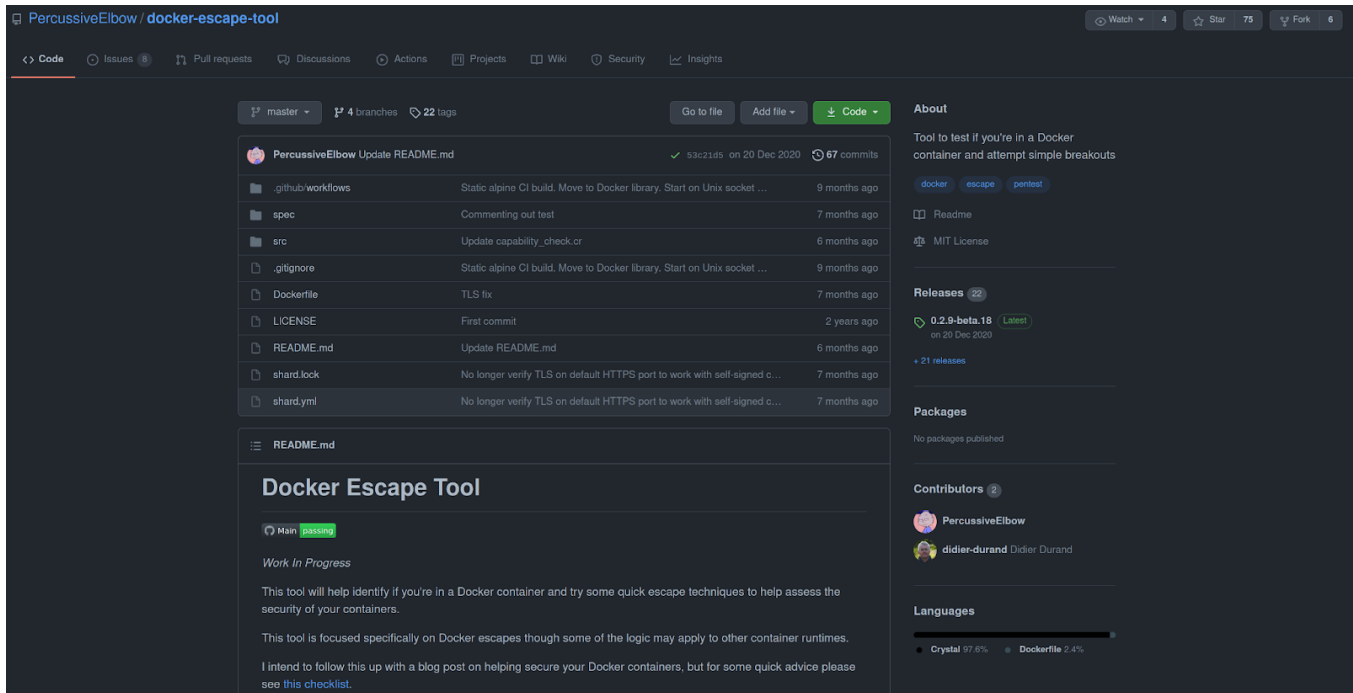 PercussiveElbow / docker-escape-tool
Watch 4 Star 75 Fork 6
Code Issues 8 Pull requests Discussions Actions Projects Wiki Security Insights
master 4 branches 22 tags Go to file Add file Code
PercussiveElbow Update README.md 53c21d5 on 20 Dec 2020 67 commits
.github/workflows Static alpine CI build. Move to Docker library. Start on Unix socket ... 9 months ago
spec Commenting out test 7 months ago
src Update capability_check.cr 6 months ago
.gitignore Static alpine CI build. Move to Docker library. Start on Unix socket ... 9 months ago
Dockerfile TLS fix 7 months ago
LICENSE First commit 2 years ago
README.md Update README.md 6 months ago
shard.lock No longer verify TLS on default HTTPS port to work with self-signed c... 7 months ago
shard.yml No longer verify TLS on default HTTPS port to work with self-signed c... 7 months ago
README.md
Docker Escape Tool
Main passing
Work In Progress
This tool will help identify if you're in a Docker container and try some quick escape techniques to help assess the
security of your containers.
This tool is focused specifically on Docker escapes though some of the logic may apply to other container runtimes.
I intend to follow this up with a blog post on helping secure your Docker containers, but for some quick advice please
see this checklist.
About
Tool to test if you're in a Docker
container and attempt simple breakouts
docker escape pentest
Readme
MIT License
Releases 22
0.2.9-beta.18 Latest
on 20 Dec 2020
+ 21 releases
Packages
No packages published
Contributors 2
PercussiveElbow
didier-durand Didier Durand
Languages
Crystal 97.6% Dockerfile 2.4%